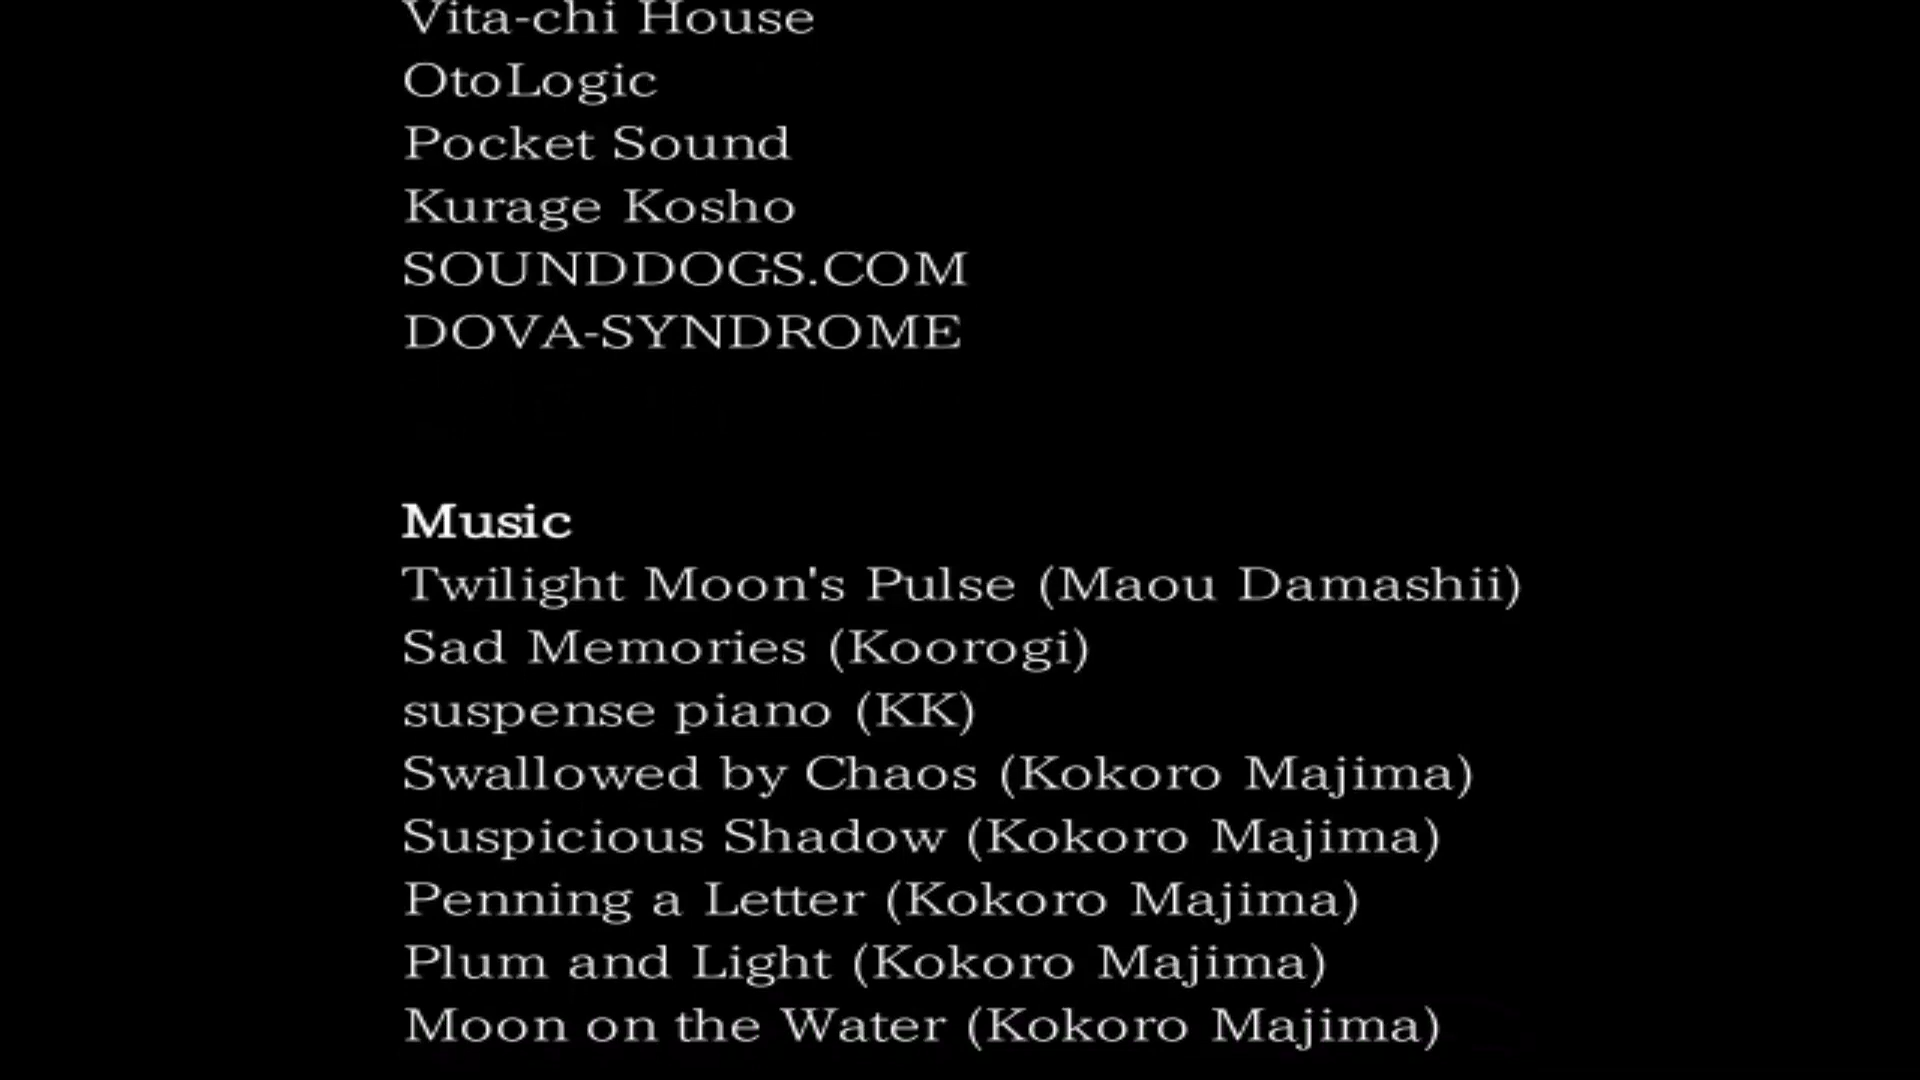 Vita-chi House
OtoLogic
Pocket Sound
Kurage Kosho
SOUNDDOGS.COM
DOVA-SYNDROME
Music
Twilight Moon's Pulse (Maou Damashii)
Sad Memories (Koorogi)
suspense piano (KK)
Swallowed by Chaos (Kokoro Majima)
Suspicious Shadow (Kokoro Majima)
Penning a Letter (Kokoro Majima)
Plum and Light (Kokoro Majima)
Moon on the Water (Kokoro Majima)